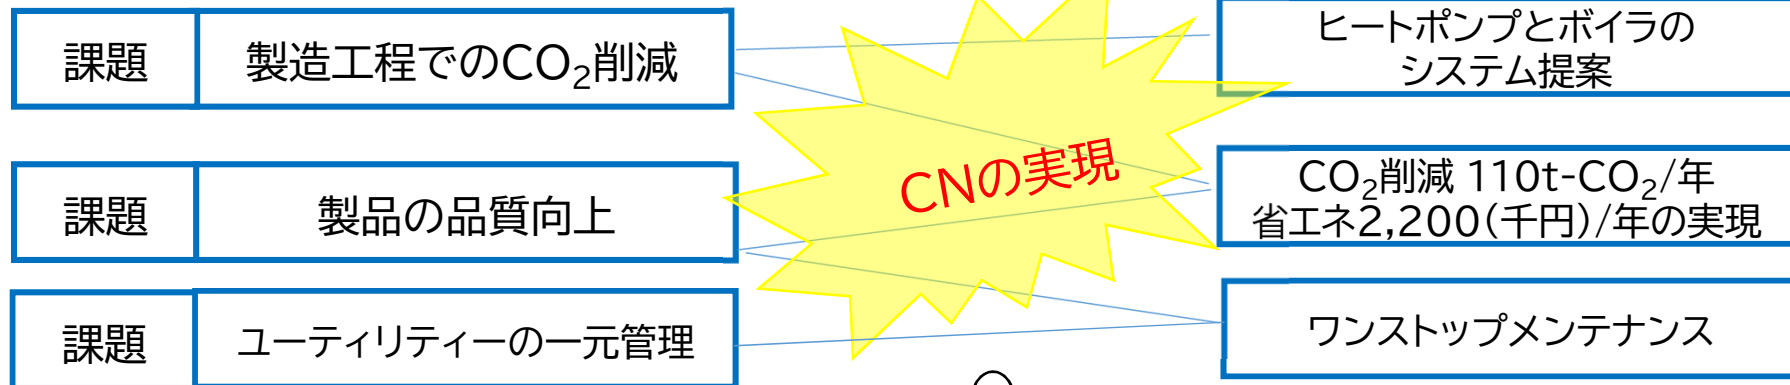 課題 製造工程でのCO₂削減
ヒートポンプとボイラの
システム提案
CNの実現
課題 製品の品質向上
CO₂削減 110t-CO₂/年
省エネ2,200(千円)/年の実現
課題 ユーティリティーの一元管理
ワンストップメンテナンス